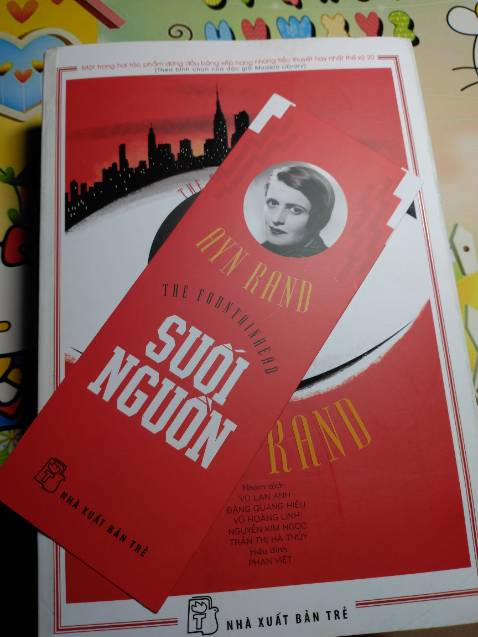 Một trong hai tác phẩm đứng đầu bảng xếp hạng những tiểu thuyết hay nhất thế kỷ 20
(Theo bình chọn của độc giả Modern Library)
THE
AYN RAND
THE FOUNTAINHEAD
SUỐI
NGUỒN
NHÀ XUẤT BẢN TRẺ
RAND
Nhóm dịch:
VŨ LAN ANH
ĐẶNG QUANG HIẾU
VŨ HOÀNG LINH
NGUYỄN KIM NGỌC
TRẦN THỊ HÀ THỦY
Hiệu đính:
PHAN VIỆT
NHÀ XUẤT BẢN TRẺ